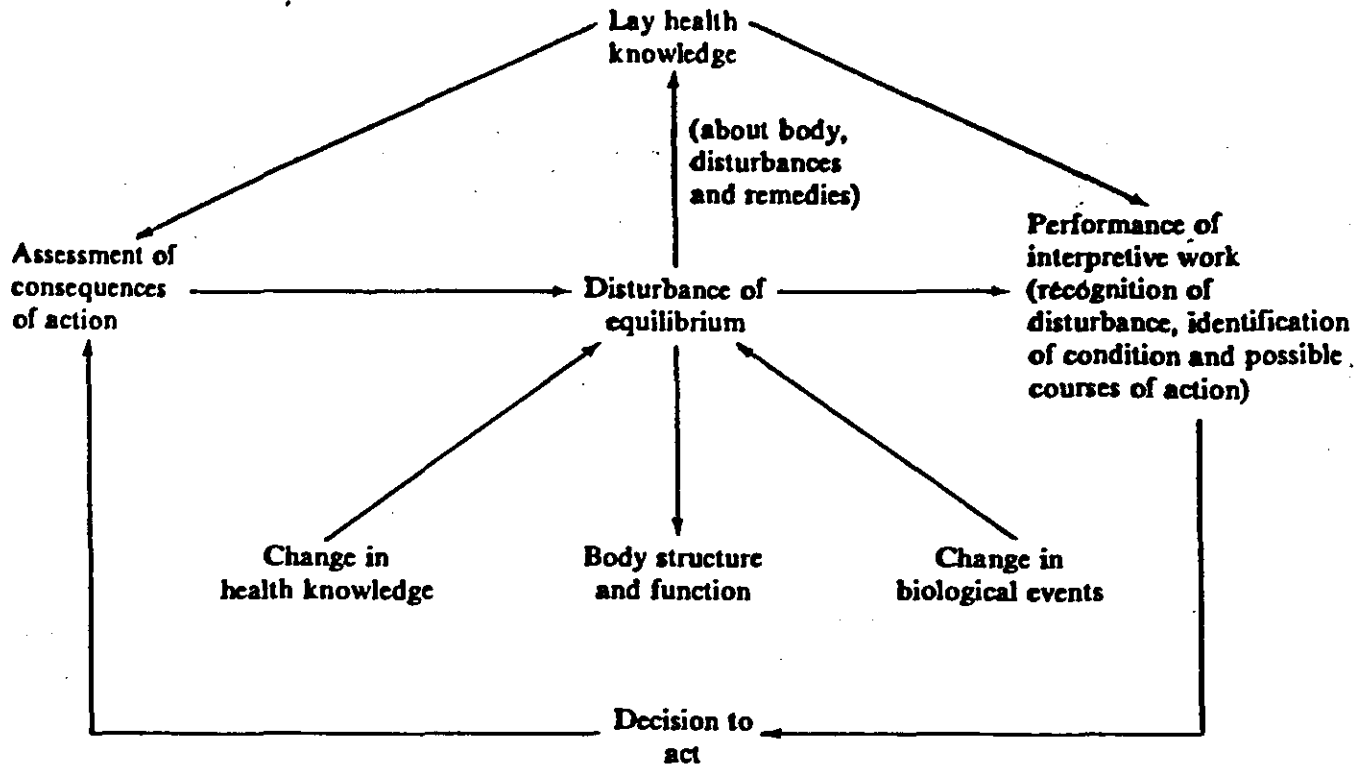 Lay health
knowledge
(about body,
disturbances
and remedies)
Assessment of
consequences
of action
Disturbance of
equilibrium
Performance of
interpretive work
(recognition of
disturbance, identification
of condition and possible
courses of action)
Change in
health knowledge
Body structure
and function
Change in
biological events
Decision to
act